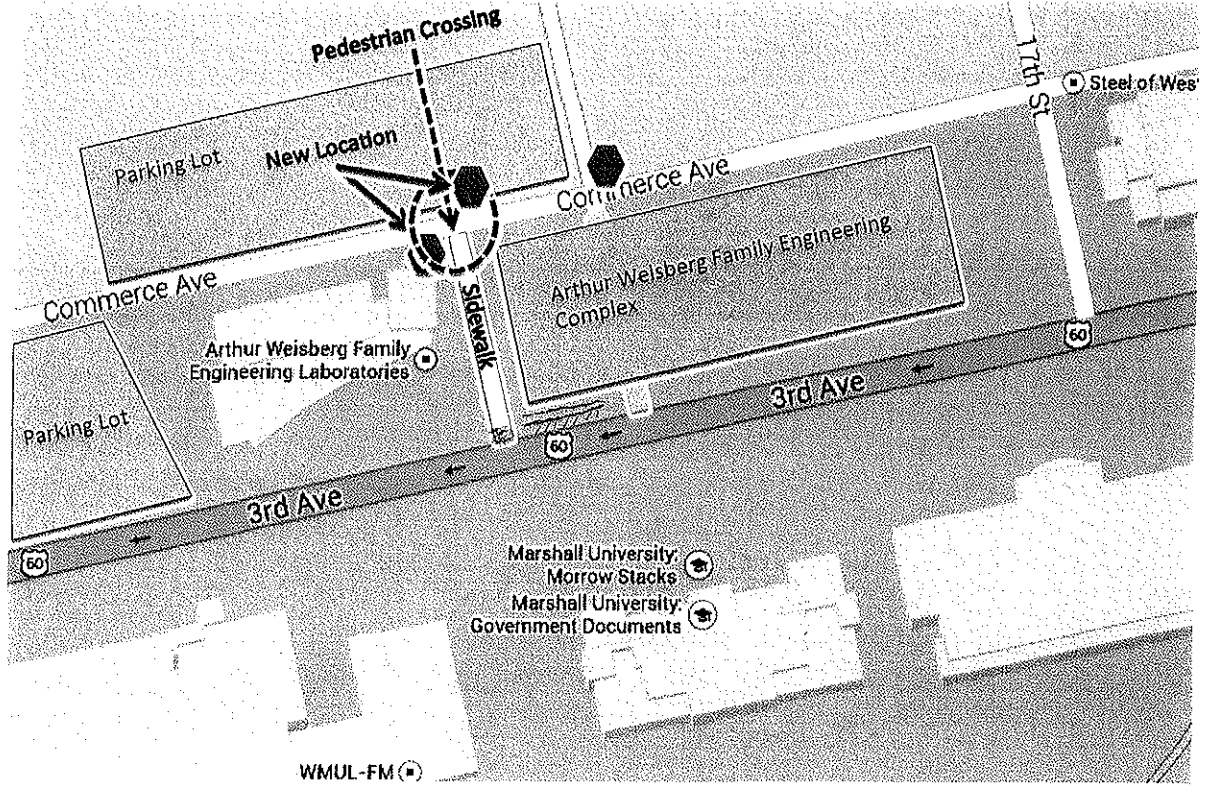 Pedestrian Crossing
17th St
Steel of Wes
Parking Lot
New Location
Commerce Ave
Arthur Weisberg Family Engineering
Complex
Commerce Ave
Sidewalk
Arthur Weisberg Family
Engineering Laboratories
60
3rd Ave
Parking Lot
60
3rd Ave
60
Marshall University:
Morrow Stacks
Marshall University:
Government Documents
WMUL-FM